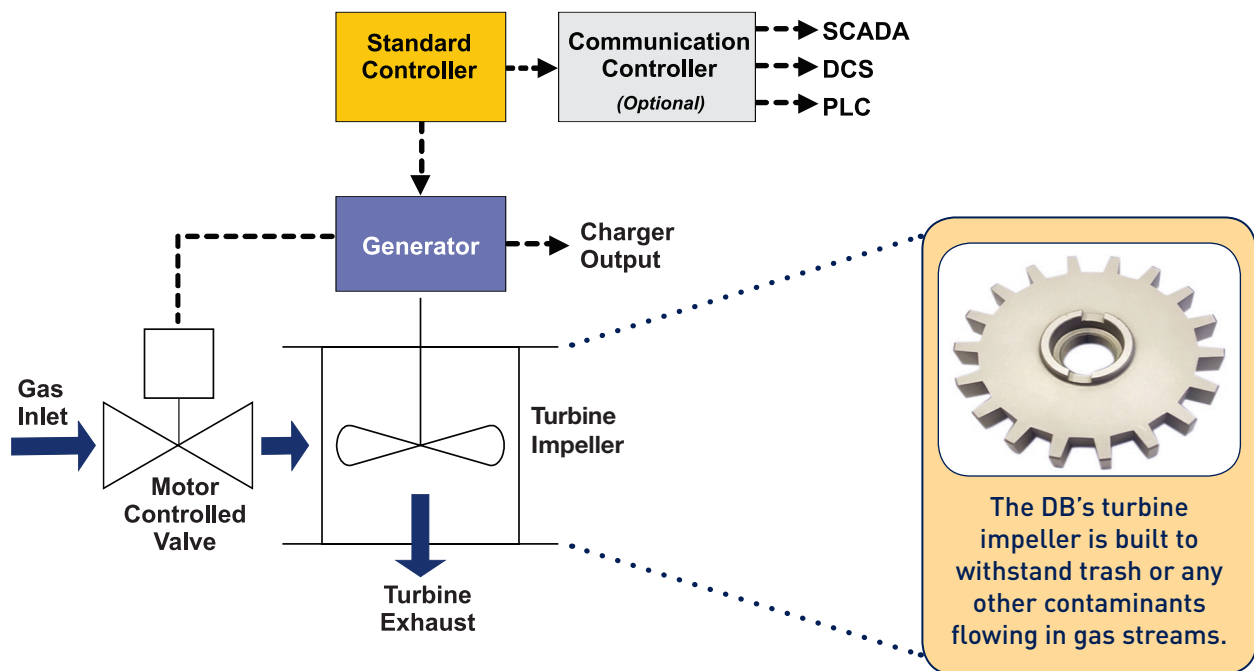 Standard
Controller
Communication
Controller
(Optional)
SCADA
DCS
PLC
Generator
Charger
Output
Gas
Inlet
Motor
Controlled
Valve
Turbine
Impeller
Turbine
Exhaust
The DB’s turbine
impeller is built to
withstand trash or any
other contaminants
flowing in gas streams.